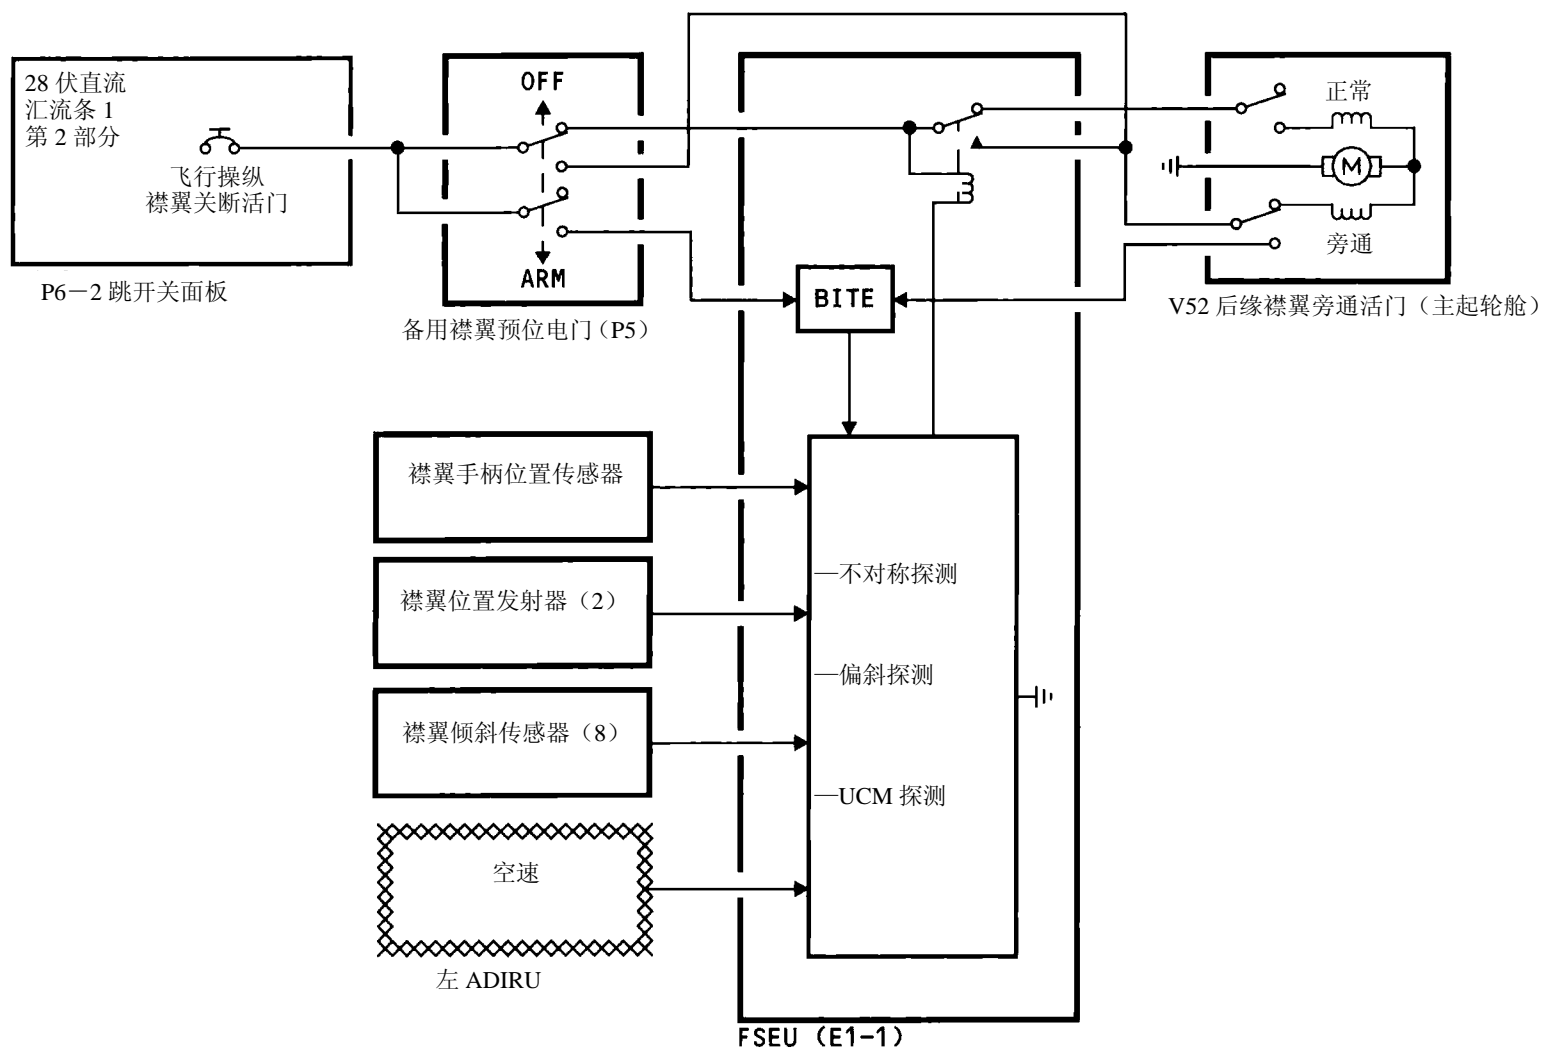 28 伏直流
汇流条 1
第 2 部分
飞行操纵
襟翼关断活门
P6－2 跳开关面板
OFF
ARM
备用襟翼预位电门（P5）
BITE
正常
M
旁通
V52 后缘襟翼旁通活门（主起轮舱）
襟翼手柄位置传感器
襟翼位置发射器（2）
襟翼倾斜传感器（8）
空速
左 ADIRU
—不对称探测
—偏斜探测
—UCM 探测
FSEU (E1-1)